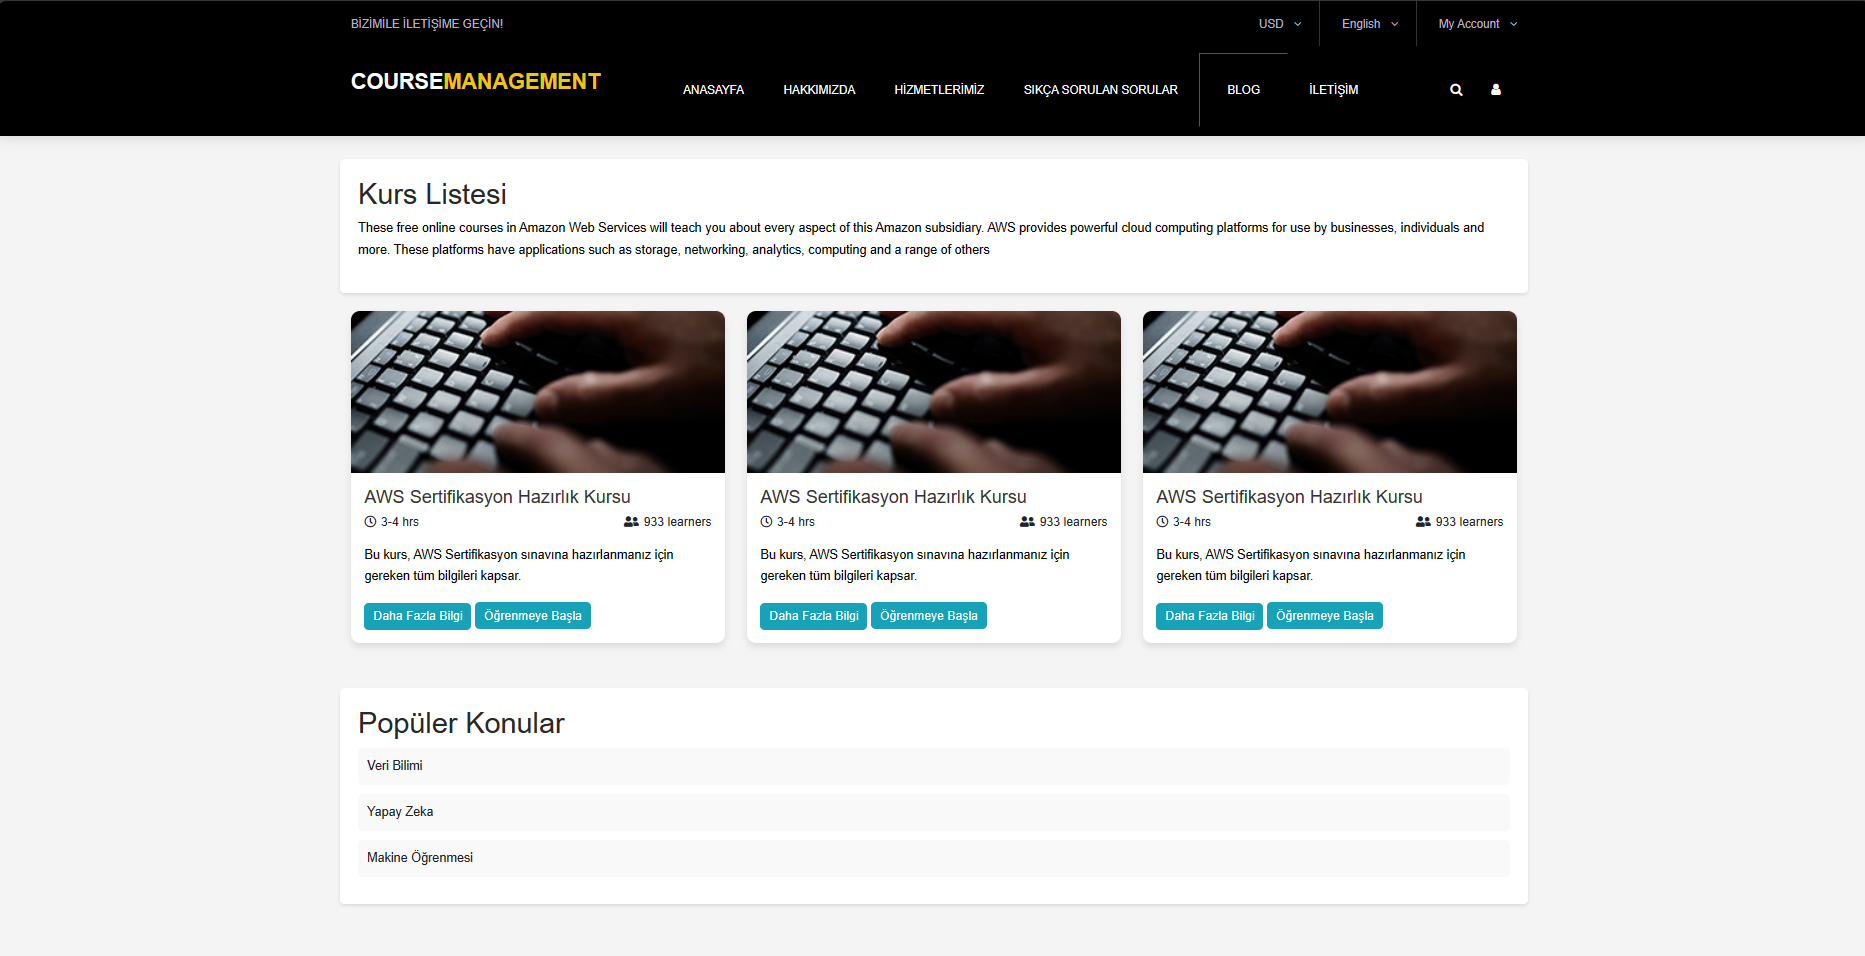 BİZİMİLE İLETİŞİME GEÇİN!
USD
English
My Account
COURSEMANAGEMENT
ANASAYFA
HAKKIMIZDA
HİZMETLERİMİZ
SIKÇA SORULAN SORULAR
BLOG
İLETİŞİM
Kurs Listesi
These free online courses in Amazon Web Services will teach you about every aspect of this Amazon subsidiary. AWS provides powerful cloud computing platforms for use by businesses, individuals and
more. These platforms have applications such as storage, networking, analytics, computing and a range of others
AWS Sertifikasyon Hazırlık Kursu
3-4 hrs
933 learners
Bu kurs, AWS Sertifikasyon sınavına hazırlanmanız için
gereken tüm bilgileri kapsar.
Daha Fazla Bilgi
Öğrenmeye Başla
AWS Sertifikasyon Hazırlık Kursu
3-4 hrs
933 learners
Bu kurs, AWS Sertifikasyon sınavına hazırlanmanız için
gereken tüm bilgileri kapsar.
Daha Fazla Bilgi
Öğrenmeye Başla
AWS Sertifikasyon Hazırlık Kursu
3-4 hrs
933 learners
Bu kurs, AWS Sertifikasyon sınavına hazırlanmanız için
gereken tüm bilgileri kapsar.
Daha Fazla Bilgi
Öğrenmeye Başla
Popüler Konular
Veri Bilimi
Yapay Zeka
Makine Öğrenmesi